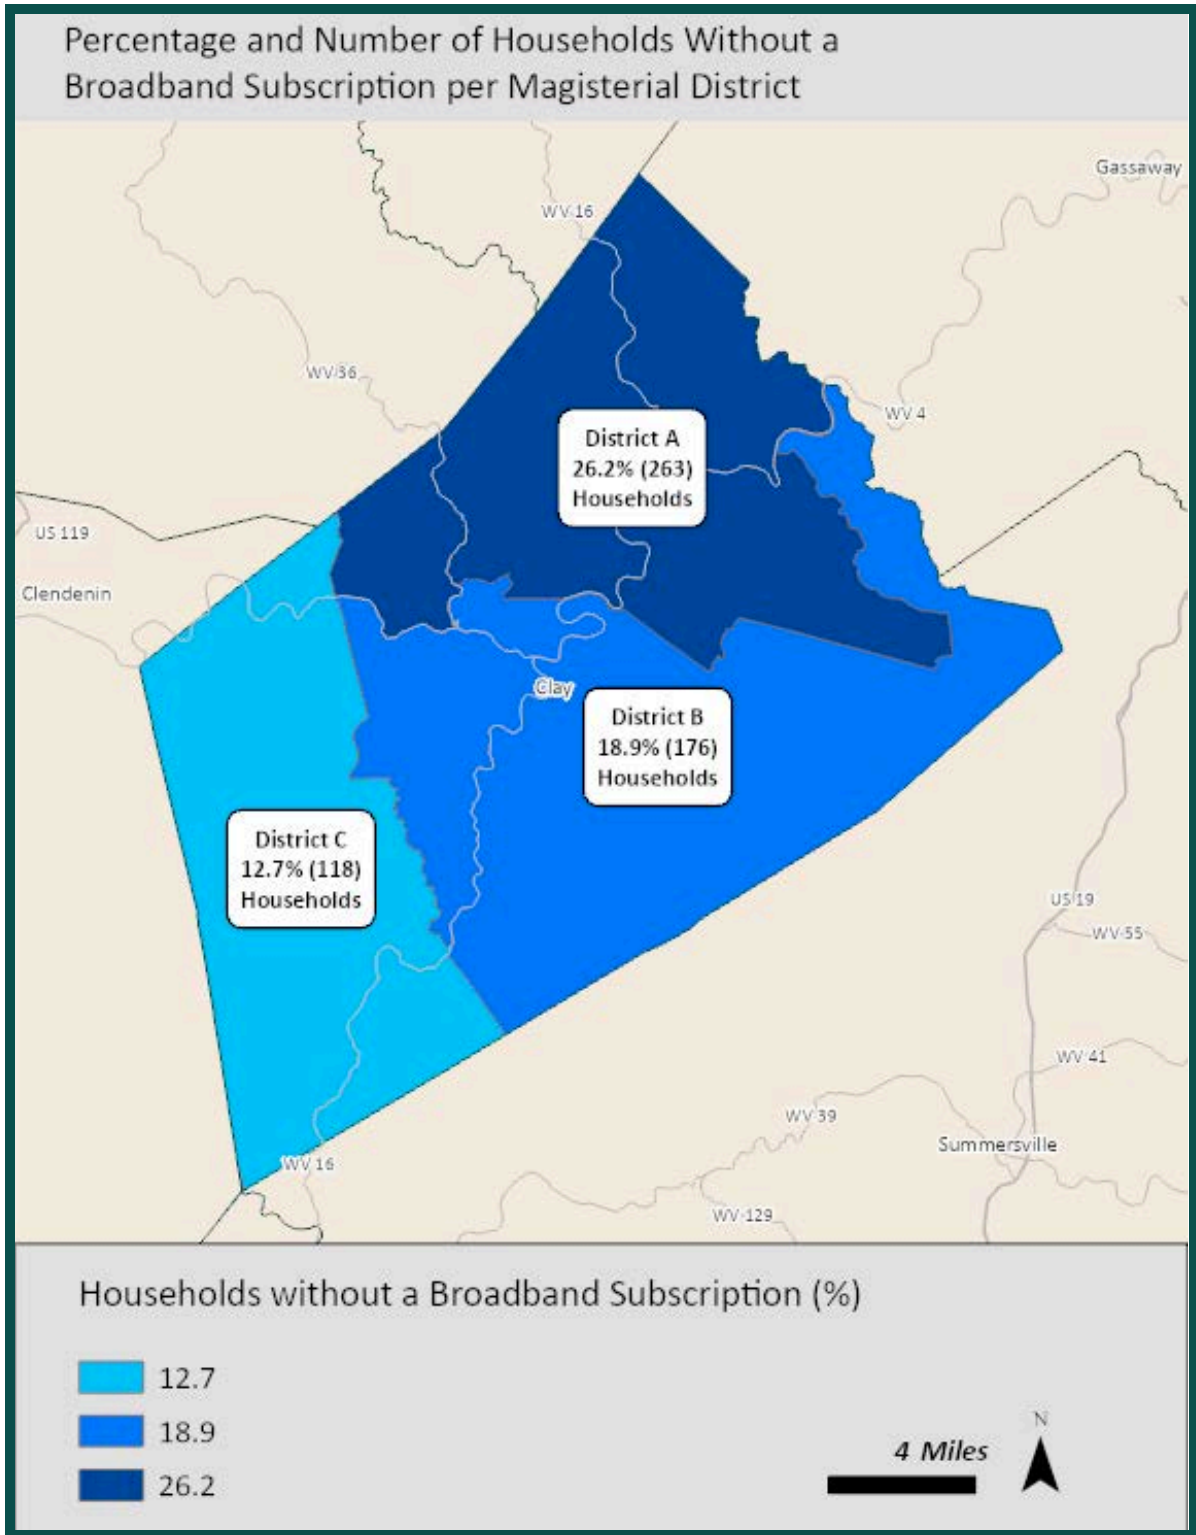 Percentage and Number of Households Without a
Broadband Subscription per Magisterial District
Gassaway
WV 16
WV 36
WV 4
District A
26.2% (263)
Households
US 119
Clendenin
Clay
District B
18.9% (176)
Households
District C
12.7% (118)
Households
US 19
WV 55
WV 41
WV 39
Summersville
WV 16
WV 129
Households without a Broadband Subscription (%)
12.7
18.9
26.2
N
4 Miles